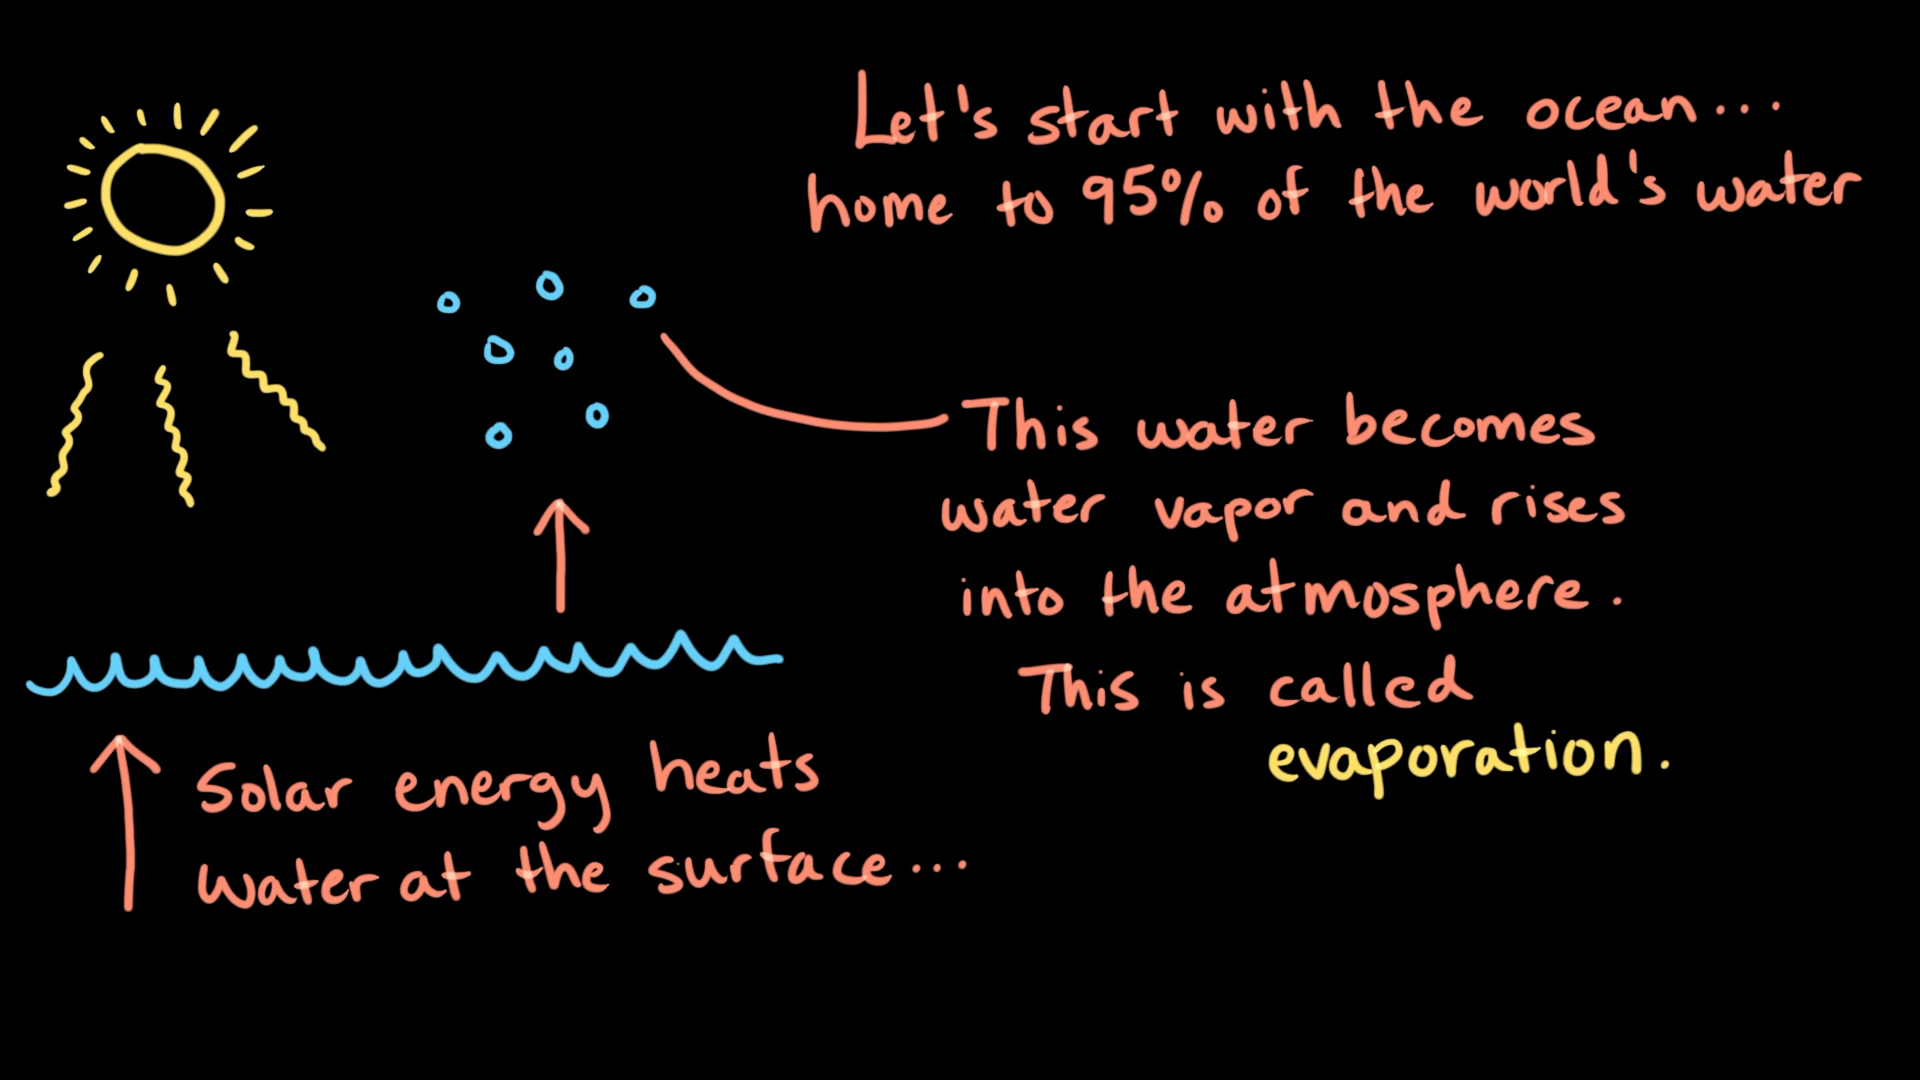 Let's start with the ocean...
home to 95% of the world's water
This water becomes
water vapor and rises
into the atmosphere.
This is called
evaporation.
Solar energy heats
water at the surface...